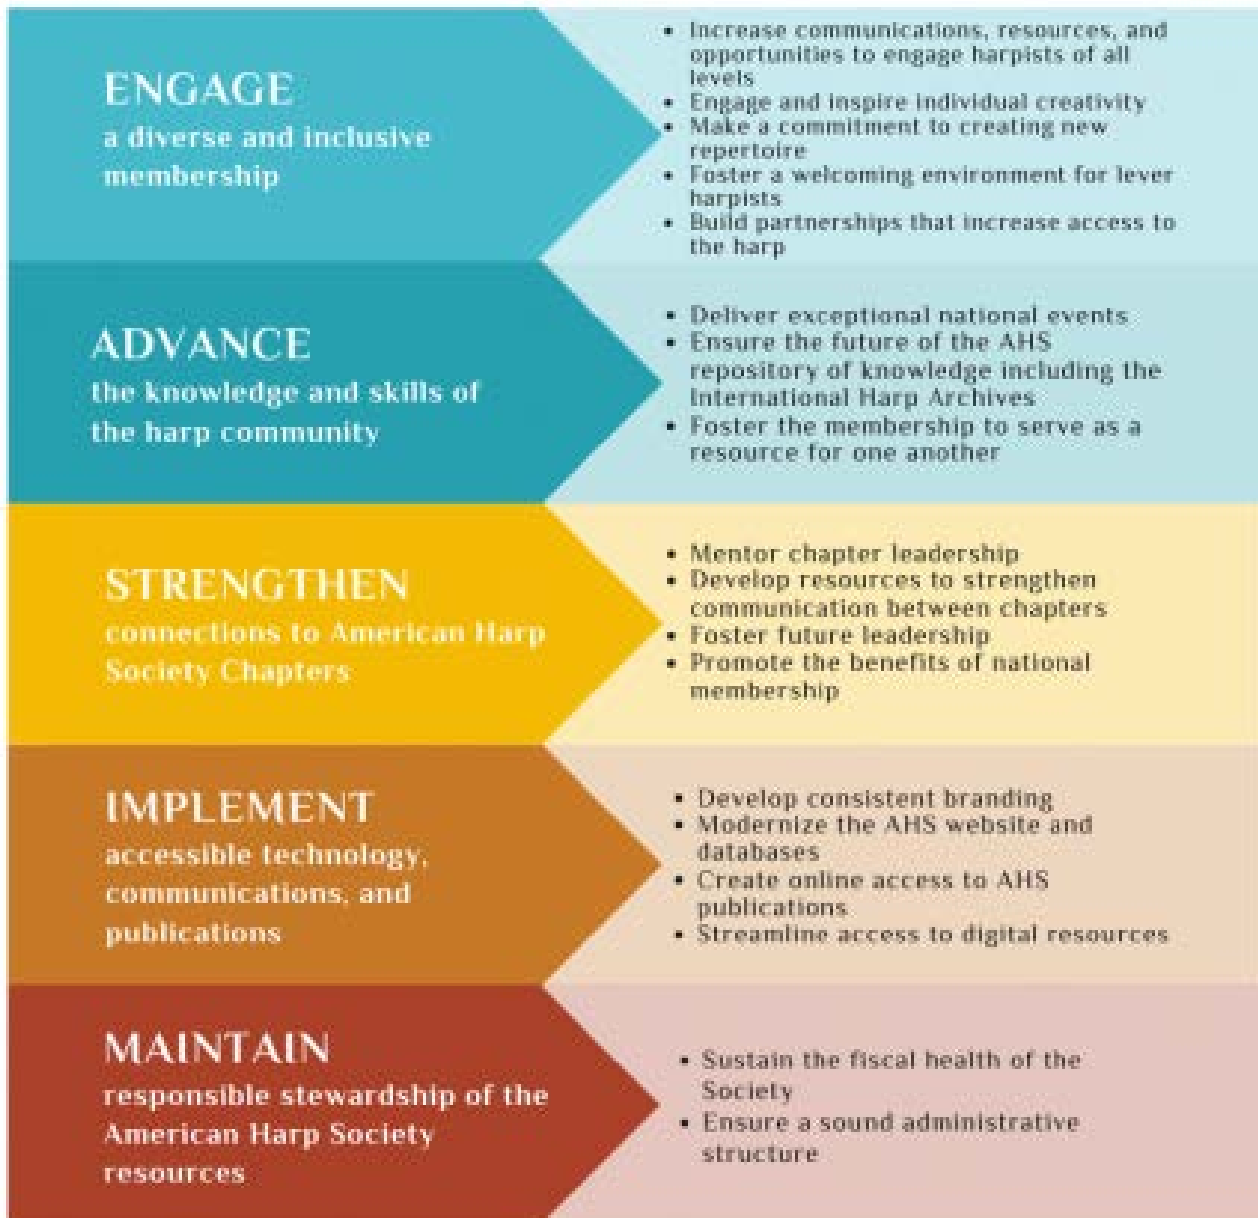 ENGAGE
a diverse and inclusive
membership
• Increase communications, resources, and
opportunities to engage harpists of all
levels
• Engage and inspire individual creativity
• Make a commitment to creating new
repertoire
• Foster a welcoming environment for lever
harpists
• Build partnerships that increase access to
the harp
ADVANCE
the knowledge and skills of
the harp community
• Deliver exceptional national events
• Ensure the future of the AHS
repository of knowledge including the
International Harp Archives
• Foster the membership to serve as a
resource for one another
STRENGTHEN
connections to American Harp
Society Chapters
• Mentor chapter leadership
• Develop resources to strengthen
communication between chapters
• Foster future leadership
• Promote the benefits of national
membership
IMPLEMENT
accessible technology,
communications, and
publications
• Develop consistent branding
• Modernize the AHS website and
databases
• Create online access to AHS
publications
• Streamline access to digital resources
MAINTAIN
responsible stewardship of the
American Harp Society
resources
• Sustain the fiscal health of the
Society
• Ensure a sound administrative
structure